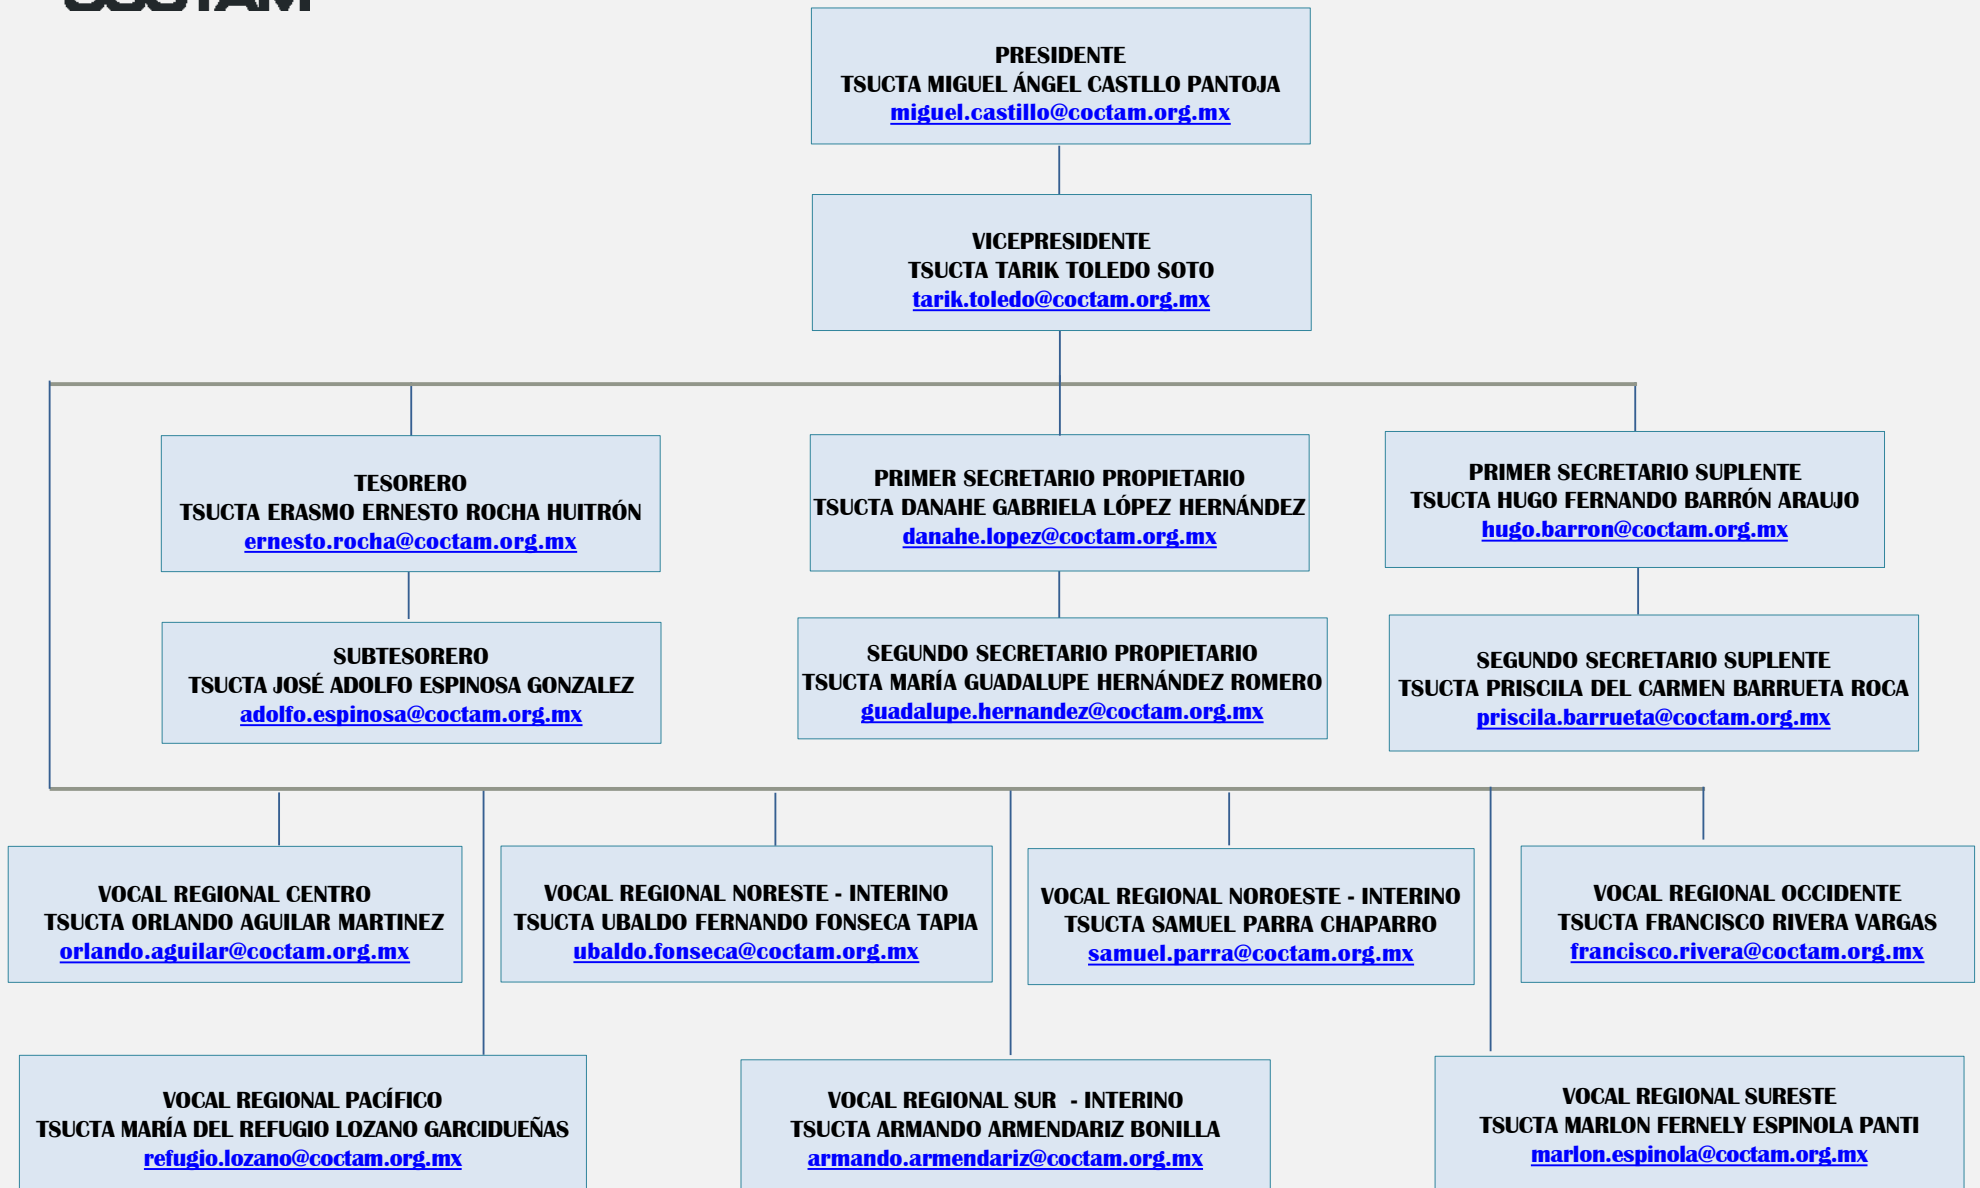 COCTAM
PRESIDENTE
TSUCTA MIGUEL ÁNGEL CASTLLO PANTOJA
miguel.castillo@coctam.org.mx
VICEPRESIDENTE
TSUCTA TARIK TOLEDO SOTO
tarik.toledo@coctam.org.mx
TESORERO
TSUCTA ERASMO ERNESTO ROCHA HUITRÓN
ernesto.rocha@coctam.org.mx
PRIMER SECRETARIO PROPIETARIO
TSUCTA DANAHE GABRIELA LÓPEZ HERNÁNDEZ
danahe.lopez@coctam.org.mx
PRIMER SECRETARIO SUPLENTE
TSUCTA HUGO FERNANDO BARRÓN ARAUJO
hugo.barron@coctam.org.mx
SUBTESORERO
TSUCTA JOSÉ ADOLFO ESPINOSA GONZALEZ
adolfo.espinosa@coctam.org.mx
SEGUNDO SECRETARIO PROPIETARIO
TSUCTA MARÍA GUADALUPE HERNÁNDEZ ROMERO
guadalupe.hernandez@coctam.org.mx
SEGUNDO SECRETARIO SUPLENTE
TSUCTA PRISCILA DEL CARMEN BARRUETA ROCA
priscila.barrueta@coctam.org.mx
VOCAL REGIONAL CENTRO
TSUCTA ORLANDO AGUILAR MARTINEZ
orlando.aguilar@coctam.org.mx
VOCAL REGIONAL NORESTE - INTERINO
TSUCTA UBALDO FERNANDO FONSECA TAPIA
ubaldo.fonseca@coctam.org.mx
VOCAL REGIONAL NOROESTE - INTERINO
TSUCTA SAMUEL PARRA CHAPARRO
samuel.parra@coctam.org.mx
VOCAL REGIONAL OCCIDENTE
TSUCTA FRANCISCO RIVERA VARGAS
francisco.rivera@coctam.org.mx
VOCAL REGIONAL PACÍFICO
TSUCTA MARÍA DEL REFUGIO LOZANO GARCIDUEÑAS
refugio.lozano@coctam.org.mx
VOCAL REGIONAL SUR - INTERINO
TSUCTA ARMANDO ARMENDARIZ BONILLA
armando.armendariz@coctam.org.mx
VOCAL REGIONAL SURESTE
TSUCTA MARLON FERNELY ESPINOLA PANTI
marlon.espinola@coctam.org.mx